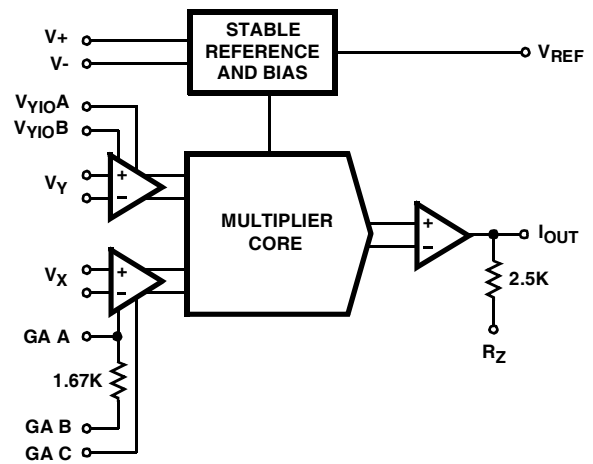 V+
V-
STABLE
REFERENCE
AND BIAS
VREF
VYIOA
VYIOB
VY
+
−
MULTIPLIER
CORE
+
−
IOUT
2.5K
RZ
VX
+
−
GA A
1.67K
GA B
GA C